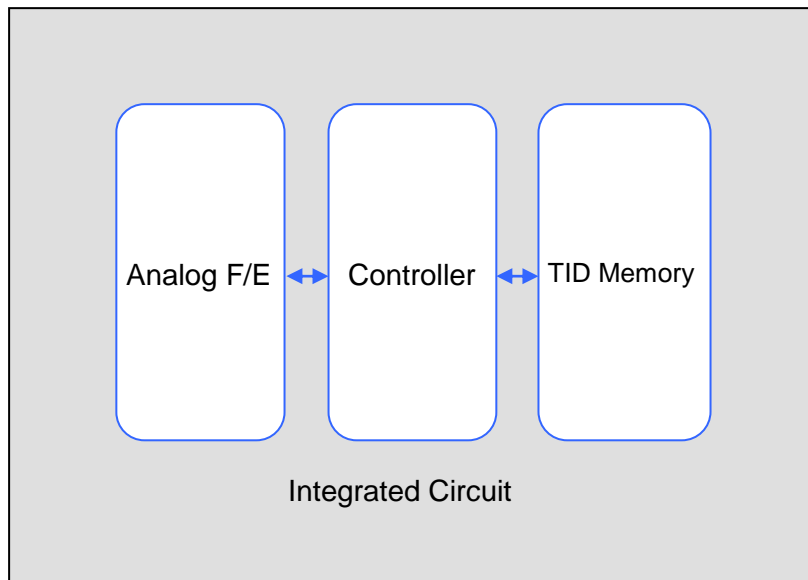 Analog F/E
Controller
TID Memory
Integrated Circuit